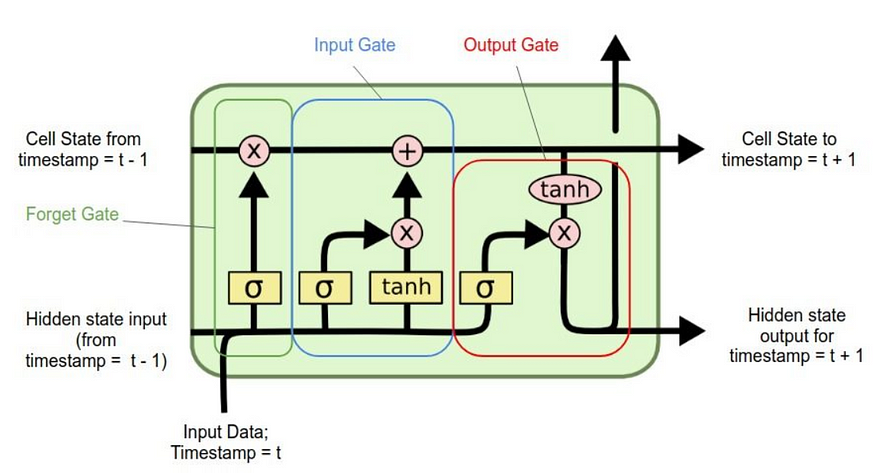 Input Gate
Output Gate
Cell State from
timestamp = t - 1
x
+
Cell State to
timestamp = t + 1
tanh
Forget Gate
x
x
σ
σ
tanh
σ
Hidden state input
(from
timestamp = t - 1)
Hidden state
output for
timestamp = t + 1
Input Data;
Timestamp = t